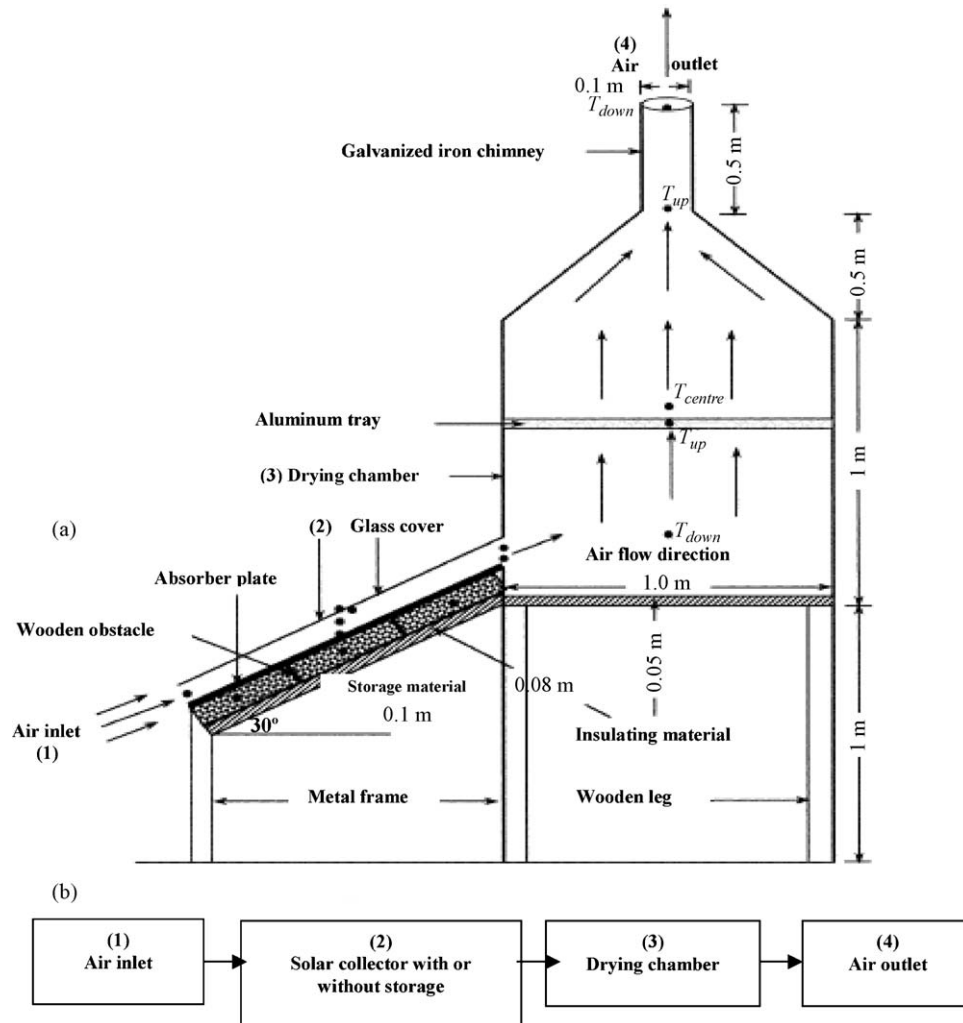 (4)
Air outlet
0.1 m
T_down
Galvanized iron chimney
0.5 m
T_up
0.5 m
T_centre
Aluminum tray
T_up
1 m
(3) Drying chamber
(a)
(2) Glass cover
T_down
Air flow direction
Absorber plate
1.0 m
Wooden obstacle
Storage material
0.08 m
0.05 m
0.1 m
30º
Air inlet
(1)
Insulating material
1 m
Metal frame
Wooden leg
(b)
(1)
Air inlet
(2)
Solar collector with or
without storage
(3)
Drying chamber
(4)
Air outlet